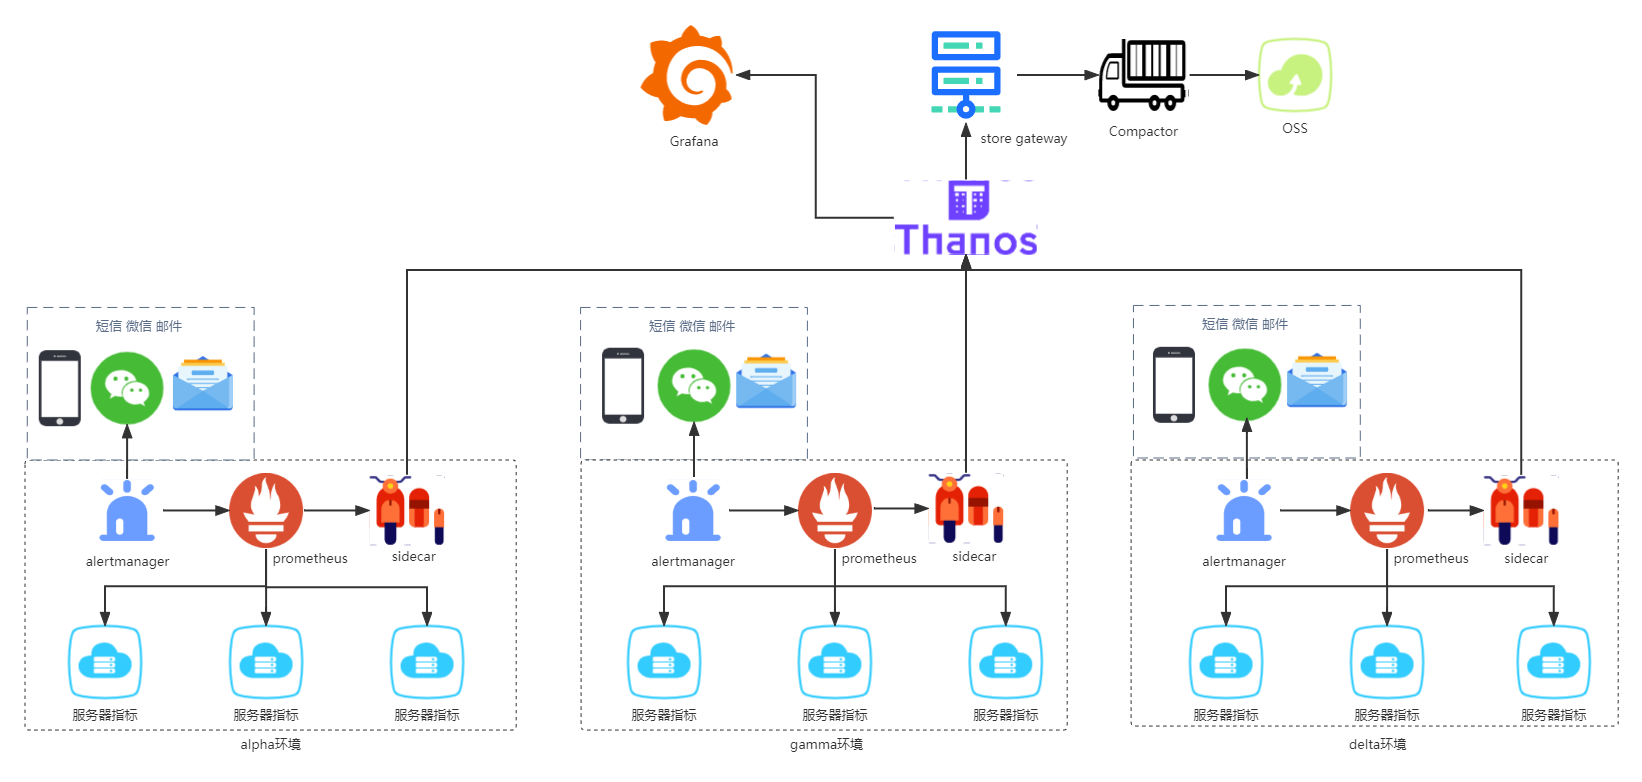 Grafana
store gateway
Compactor
OSS
Thanos
短信 微信 邮件
短信 微信 邮件
短信 微信 邮件
alertmanager
prometheus
sidecar
alertmanager
prometheus
sidecar
alertmanager
prometheus
sidecar
服务器指标
服务器指标
服务器指标
服务器指标
服务器指标
服务器指标
服务器指标
服务器指标
服务器指标
alpha环境
gamma环境
delta环境